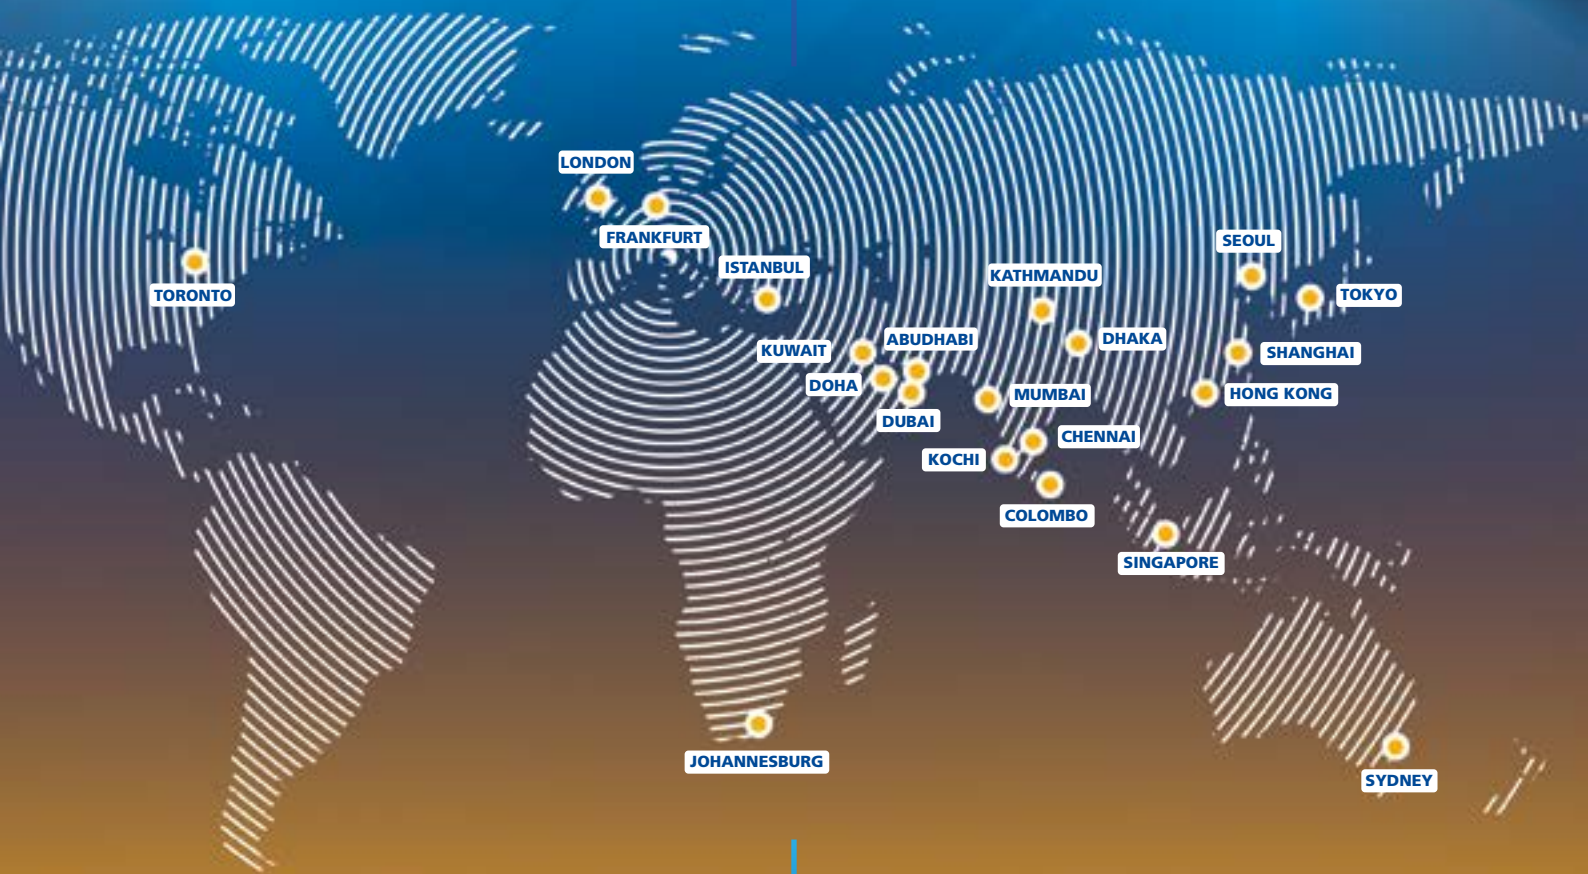 LONDON
FRANKFURT
SEOUL
ISTANBUL
KATHMANDU
TORONTO
TOKYO
ABUDHABI
DHAKA
KUWAIT
SHANGHAI
DOHA
MUMBAI
HONG KONG
DUBAI
CHENNAI
KOCHI
COLOMBO
SINGAPORE
JOHANNESBURG
SYDNEY